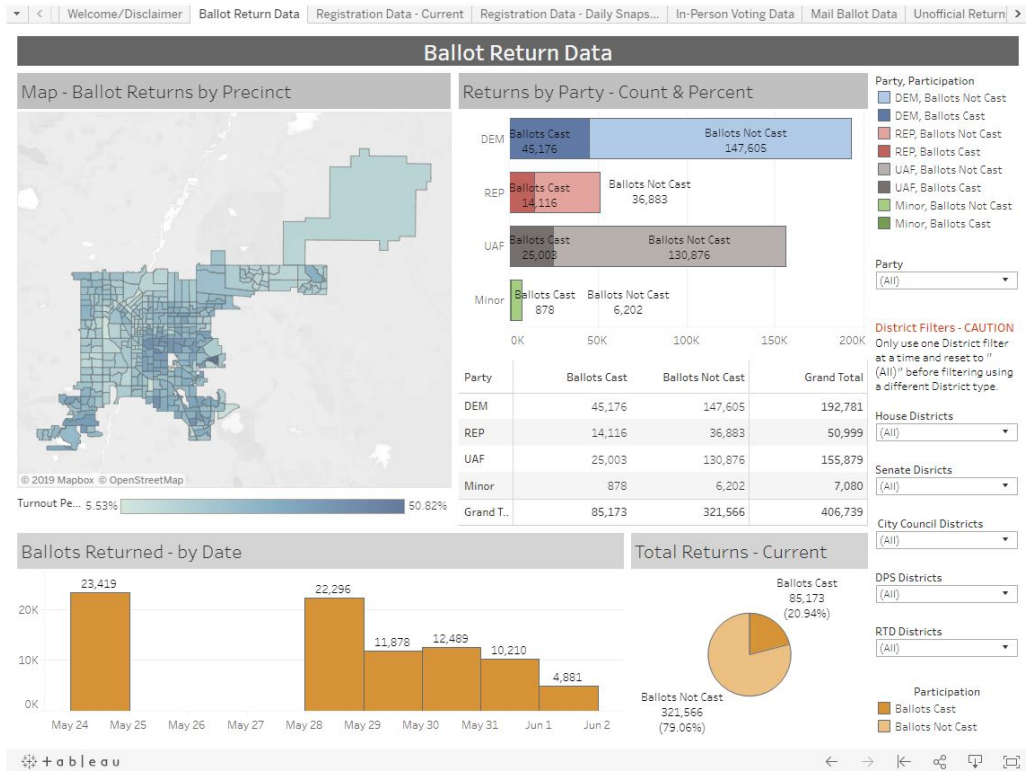 Welcome/Disclaimer Ballot Return Data Registration Data - Current Registration Data - Daily Snaps... In-Person Voting Data Mail Ballot Data Unofficial Return
Ballot Return Data
Map - Ballot Returns by Precinct
© 2019 Mapbox © OpenStreetMap
Turnout Pe... 5.53% 50.82%
Returns by Party - Count & Percent
DEM Ballots Cast Ballots Not Cast
45,176 147,605
REP Ballots Cast Ballots Not Cast
14,116 36,883
UAF Ballots Cast Ballots Not Cast
25,003 130,876
Minor Ballots Cast Ballots Not Cast
878 6,202
0K 50K 100K 150K 200K
Party Ballots Cast Ballots Not Cast Grand Total
DEM 45,176 147,605 192,781
REP 14,116 36,883 50,999
UAF 25,003 130,876 155,879
Minor 878 6,202 7,080
Grand T.. 85,173 321,566 406,739
Party, Participation
DEM, Ballots Not Cast
DEM, Ballots Cast
REP, Ballots Not Cast
REP, Ballots Cast
UAF, Ballots Not Cast
UAF, Ballots Cast
Minor, Ballots Not Cast
Minor, Ballots Cast
Party
(All)
District Filters - CAUTION
Only use one District filter
at a time and reset to "
(All)" before filtering using
a different District type.
House Districts
(All)
Senate Disricts
(All)
City Council Districts
(All)
DPS Districts
(All)
RTD Districts
(All)
Participation
Ballots Cast
Ballots Not Cast
Ballots Returned - by Date
20K
10K
0K
23,419
22,296
11,878
12,489
10,210
4,881
May 24 May 25 May 26 May 27 May 28 May 29 May 30 May 31 Jun 1 Jun 2
Total Returns - Current
Ballots Cast
85,173
(20.94%)
Ballots Not Cast
321,566
(79.06%)
+ a b l e a u